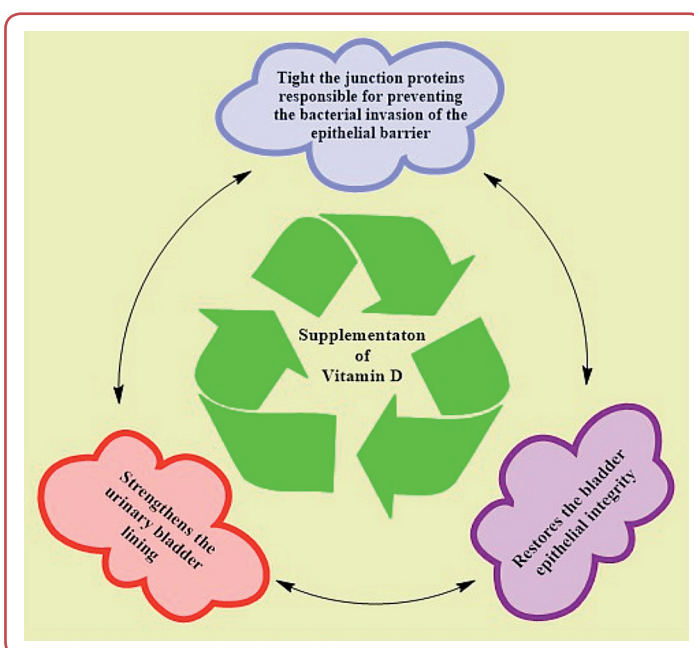 Tight the junction proteins
responsible for preventing
the bacterial invasion of the
epithelial barrier
Supplementaton
of
Vitamin D
Strengthens the
urinary bladder
lining
Restores the bladder
epithelial integrity